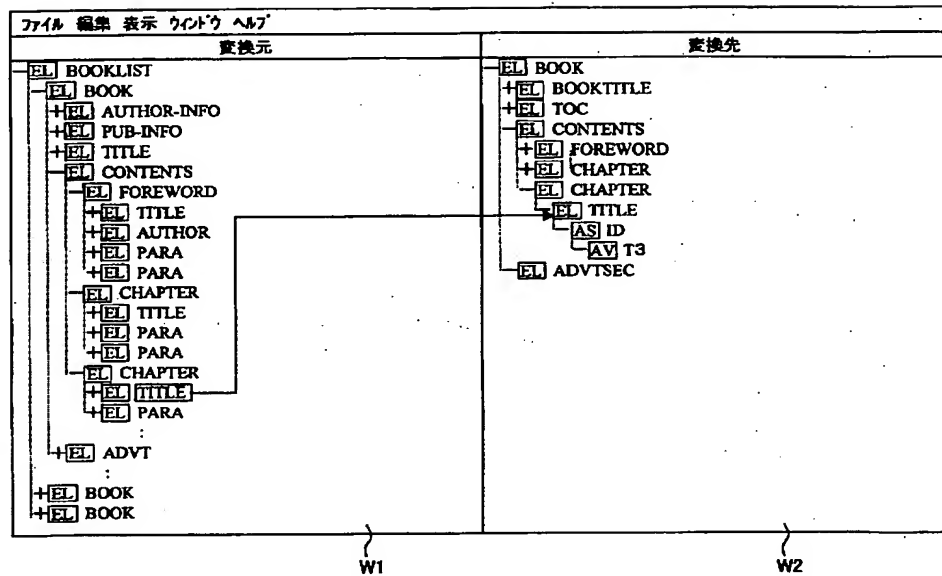 ファイル 編集 表示 ウィンドウ ヘルプ
変換元
EL BOOKLIST
EL BOOK
EL AUTHOR-INFO
EL PUB-INFO
EL TITLE
EL CONTENTS
EL FOREWORD
EL TITLE
EL AUTHOR
EL PARA
EL PARA
EL CHAPTER
EL TITLE
EL PARA
EL PARA
EL CHAPTER
EL TITLE
EL PARA
:
EL ADVT
:
EL BOOK
EL BOOK
W1
変換先
EL BOOK
EL BOOKTITLE
EL TOC
EL CONTENTS
EL FOREWORD
EL CHAPTER
EL CHAPTER
EL TITLE
AS ID
AV T3
EL ADVTSEC
W2